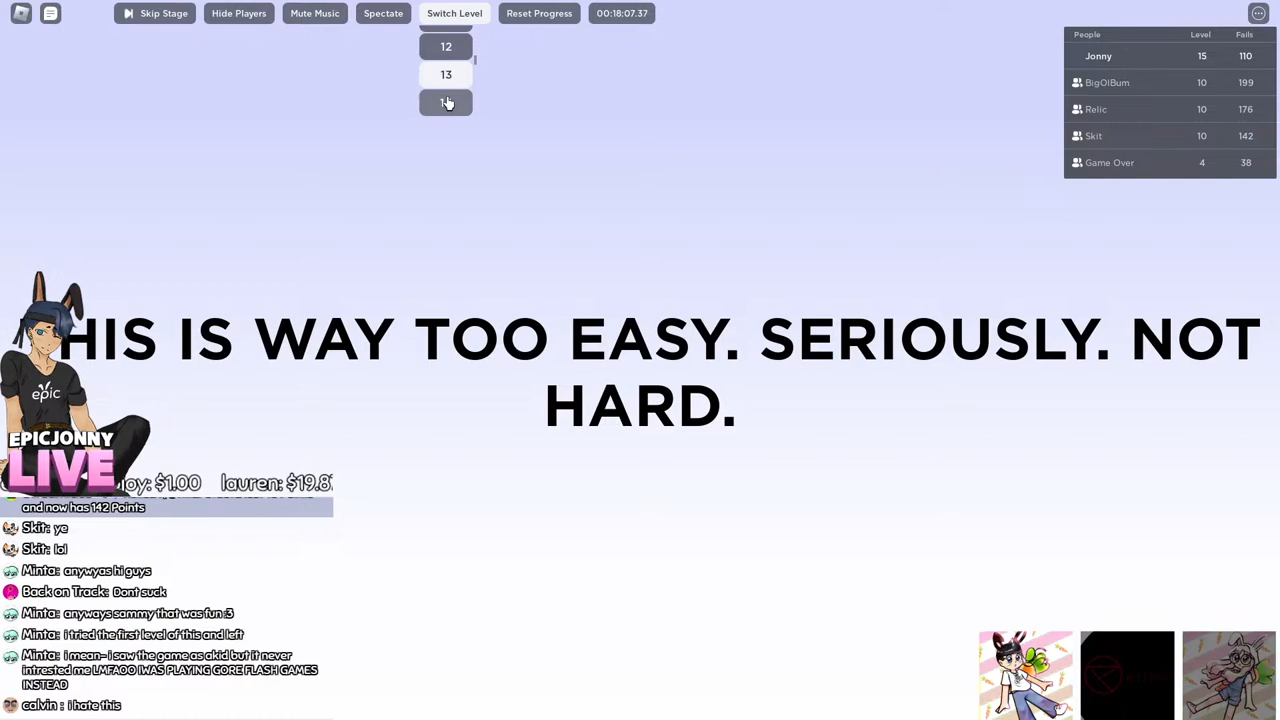 Skip Stage
Hide Players
Mute Music
Spectate
Switch Level
Reset Progress
00:18:07.37
12
13
People Level Fails
Jonny 15 110
BigOlBum 10 199
Relic 10 176
Skit 10 142
Game Over 4 38
HIS IS WAY TOO EASY. SERIOUSLY. NOT
HARD.
epic
EPICJONNY
LIVE
oy: $1.00 lauren: $19.8
and now has 142 Points
Skit: ye
Skit: lol
Minta: anywyas hi guys
Back on Track: Dont suck
Minta: anyways sammy that was fun :3
Minta: i tried the first level of this and left
Minta: i mean- i saw the game as akid but it never
intrested me LMFAOO IWAS PLAYING GORE FLASH GAMES
INSTEAD
calvin : i hate this